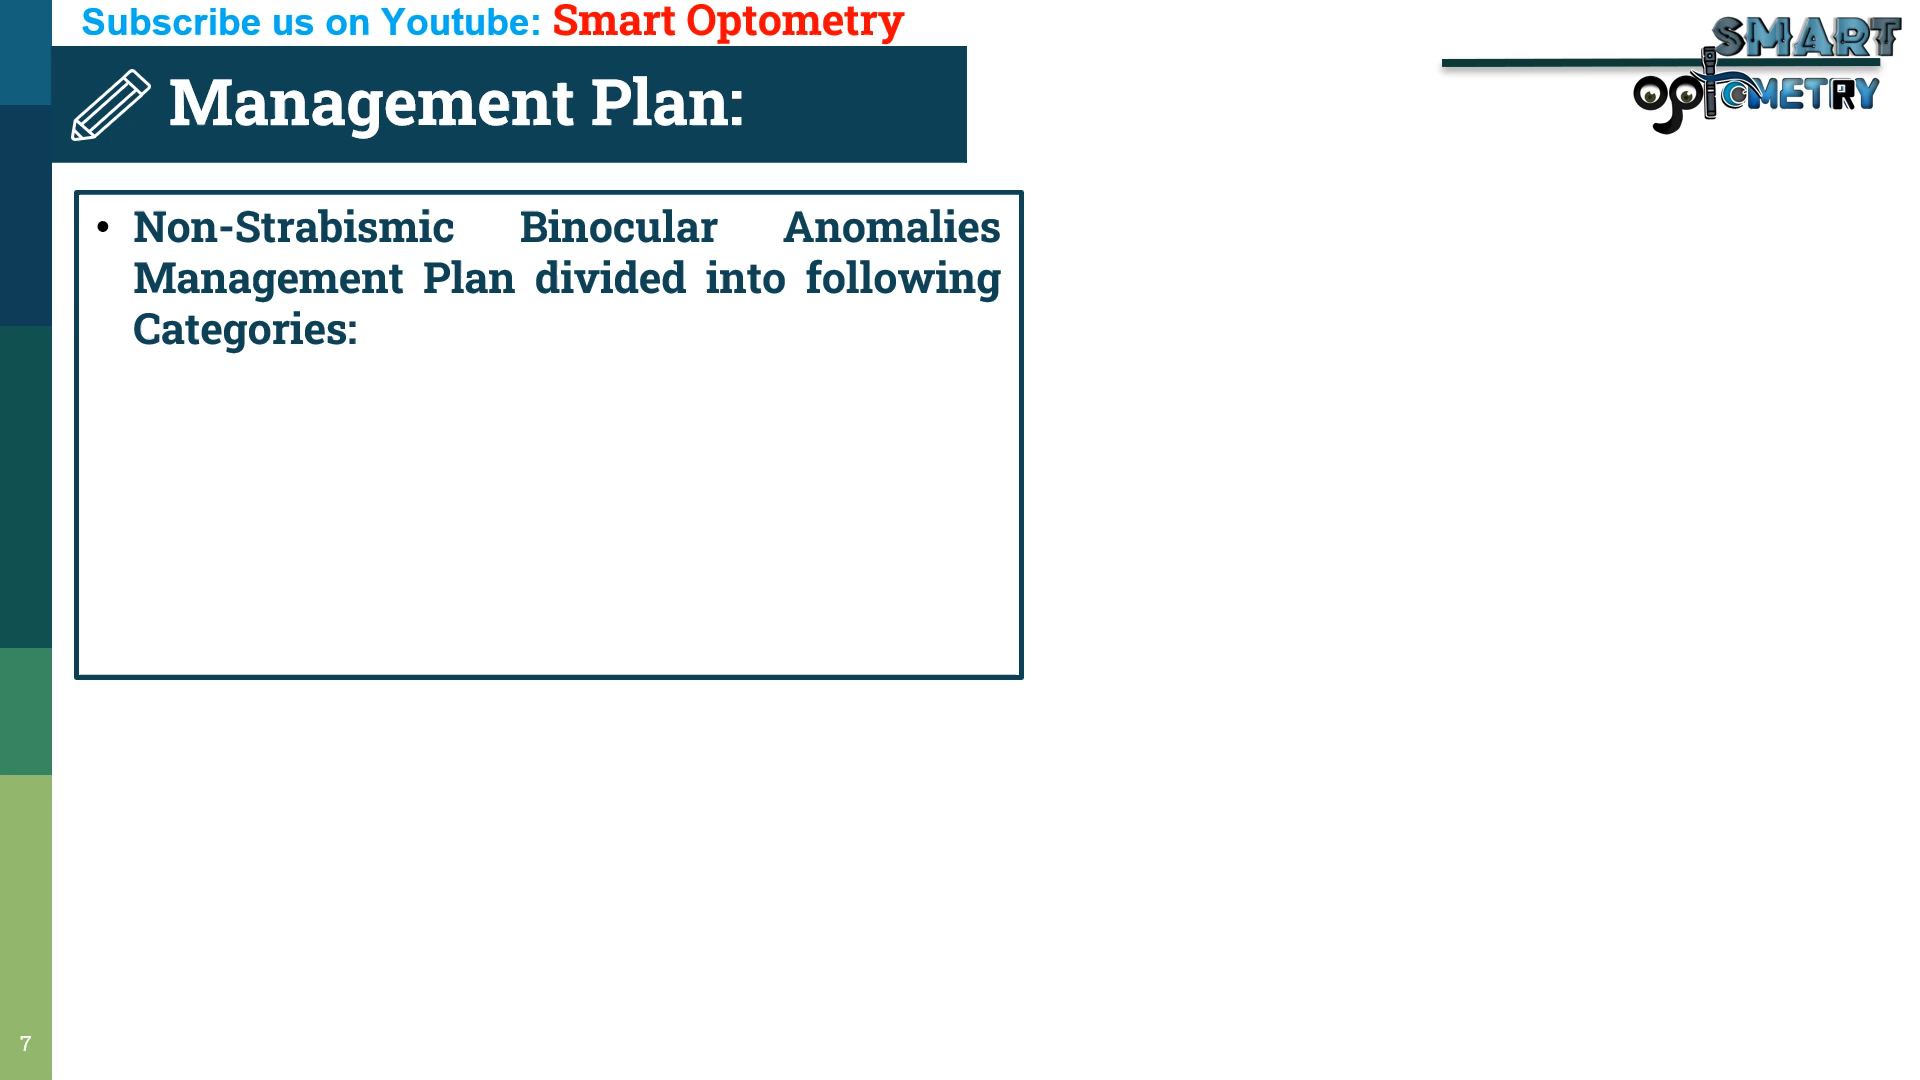 Subscribe us on Youtube: Smart Optometry
SMART
OptOMETRY
Management Plan:
• Non-Strabismic Binocular Anomalies
Management Plan divided into following
Categories:
7